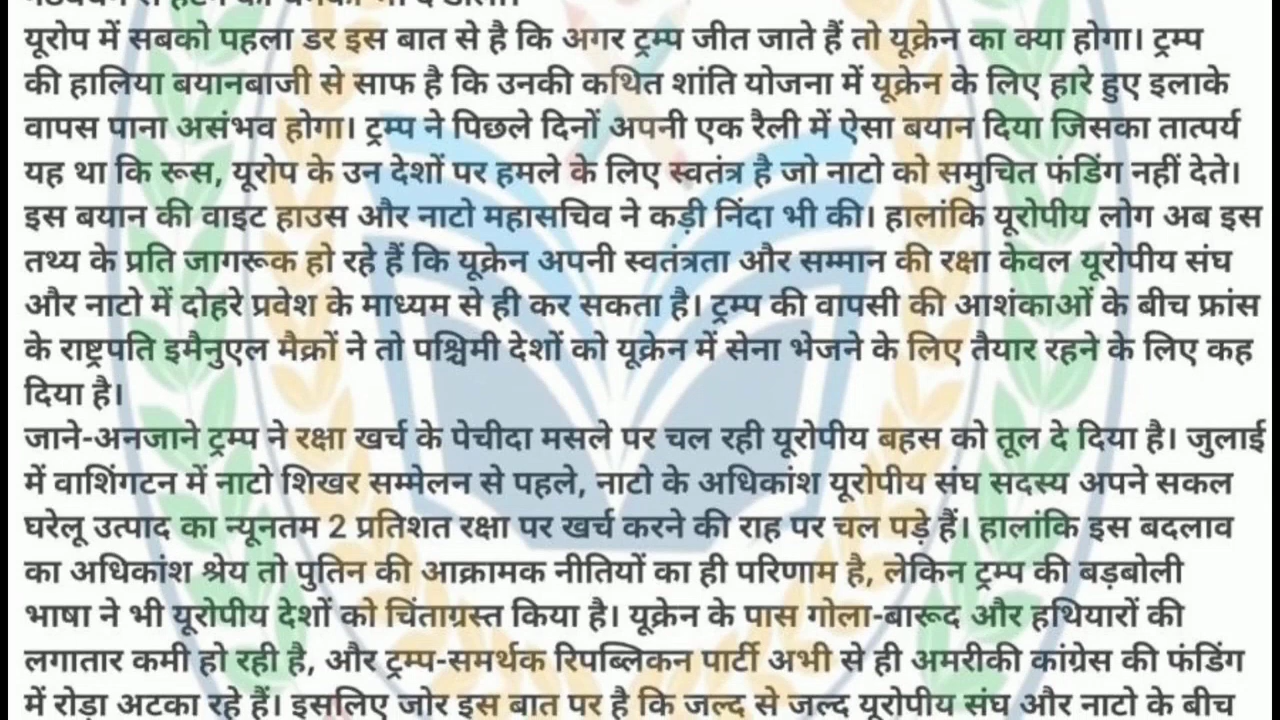 यूरोप में सबको पहला डर इस बात से है कि अगर ट्रम्प जीत जाते हैं तो यूक्रेन का क्या होगा। ट्रम्प
की हालिया बयानबाजी से साफ है कि उनकी कथित शांति योजना में यूक्रेन के लिए हारे हुए इलाके
वापस पाना असंभव होगा। ट्रम्प ने पिछले दिनों अपनी एक रैली में ऐसा बयान दिया जिसका तात्पर्य
यह था कि रूस, यूरोप के उन देशों पर हमले के लिए स्वतंत्र है जो नाटो को समुचित फंडिंग नहीं देते।
इस बयान की वाइट हाउस और नाटो महासचिव ने कड़ी निंदा भी की। हालांकि यूरोपीय लोग अब इस
तथ्य के प्रति जागरूक हो रहे हैं कि यूक्रेन अपनी स्वतंत्रता और सम्मान की रक्षा केवल यूरोपीय संघ
और नाटो में दोहरे प्रवेश के माध्यम से ही कर सकता है। ट्रम्प की वापसी की आशंकाओं के बीच फ्रांस
के राष्ट्रपति इमैनुएल मैक्रों ने तो पश्चिमी देशों को यूक्रेन में सेना भेजने के लिए तैयार रहने के लिए कह
दिया है।
जाने-अनजाने ट्रम्प ने रक्षा खर्च के पेचीदा मसले पर चल रही यूरोपीय बहस को तूल दे दिया है। जुलाई
में वाशिंगटन में नाटो शिखर सम्मेलन से पहले, नाटो के अधिकांश यूरोपीय संघ सदस्य अपने सकल
घरेलू उत्पाद का न्यूनतम 2 प्रतिशत रक्षा पर खर्च करने की राह पर चल पड़े हैं। हालांकि इस बदलाव
का अधिकांश श्रेय तो पुतिन की आक्रामक नीतियों का ही परिणाम है, लेकिन ट्रम्प की बड़बोली
भाषा ने भी यूरोपीय देशों को चिंताग्रस्त किया है। यूक्रेन के पास गोला-बारूद और हथियारों की
लगातार कमी हो रही है, और ट्रम्प-समर्थक रिपब्लिकन पार्टी अभी से ही अमरीकी कांग्रेस की फंडिंग
में रोड़ा अटका रहे हैं। इसलिए जोर इस बात पर है कि जल्द से जल्द यूरोपीय संघ और नाटो के बीच